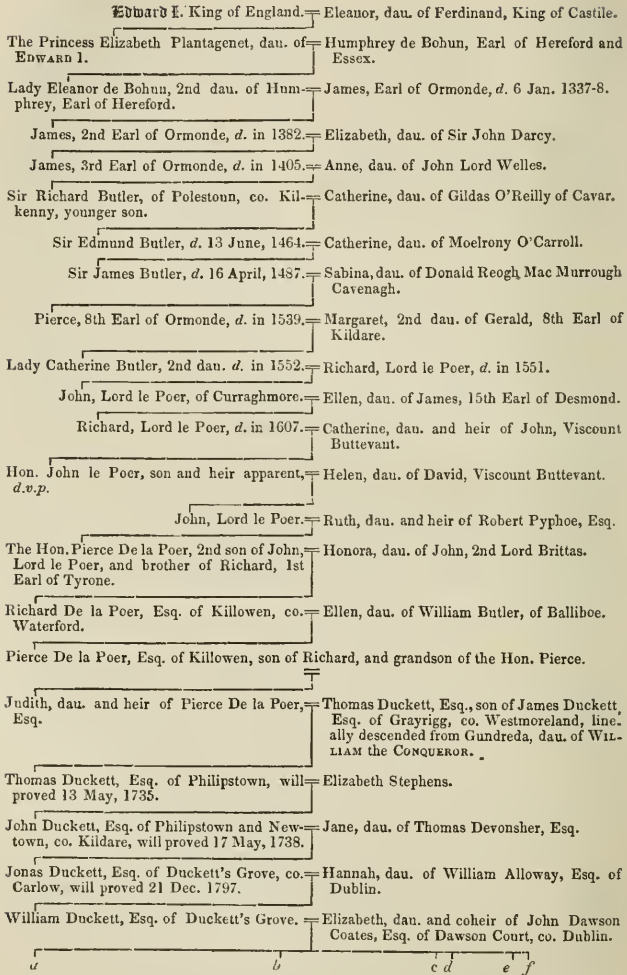 Edward I. King of England. Eleanor, dau. of Ferdinand, King of Castile.
The Princess Elizabeth Plantagenet, dau. of Humphrey de Bohun, Earl of Hereford and
EDWARD I. Essex.
Lady Eleanor de Bohun, 2nd dau. of Hum- James, Earl of Ormonde, d. 6 Jan. 1337-8.
phrey, Earl of Hereford.
James, 2nd Earl of Ormonde, d. in 1382. Elizabeth, dau. of Sir John Darcy.
James, 3rd Earl of Ormonde, d. in 1405. Anne, dau. of John Lord Welles.
Sir Richard Butler, of Polestoun, co. Kil- Catherine, dau. of Gildas O'Reilly of Cavar.
kenny, younger son.
Sir Edmund Butler, d. 13 June, 1464. Catherine, dau. of Moelrony O'Carroll.
Sir James Butler, d. 16 April, 1487. Sabina, dau. of Donald Reogh Mac Murrough
Cavenagh.
Pierce, 8th Earl of Ormonde, d. in 1539. Margaret, 2nd dau. of Gerald, 8th Earl of
Kildare.
Lady Catherine Butler, 2nd dau. d. in 1552. Richard, Lord le Poer, d. in 1551.
John, Lord le Poer, of Curraghmore. Ellen, dau. of James, 15th Earl of Desmond.
Richard, Lord le Poer, d. in 1607. Catherine, dau. and heir of John, Viscount
Buttevant.
Hon. John le Poer, son and heir apparent, Helen, dau. of David, Viscount Buttevant.
d.v.p.
John, Lord le Poer. Ruth, dau. and heir of Robert Pyphoe, Esq.
The Hon. Pierce De la Poer, 2nd son of John, Honora, dau. of John, 2nd Lord Brittas.
Lord le Poer, and brother of Richard, 1st
Earl of Tyrone.
Richard De la Poer, Esq. of Killowen, co. Ellen, dau. of William Butler, of Balliboe.
Waterford.
Pierce De la Poer, Esq. of Killowen, son of Richard, and grandson of the Hon. Pierce.
Judith, dau. and heir of Pierce De la Poer, Thomas Duckett, Esq., son of James Duckett
Esq. Esq. of Grayrigg, co. Westmoreland, line-
ally descended from Gundreda, dau. of WIL-
LIAM the CONQUEROR.
Thomas Duckett, Esq. of Philipstown, will Elizabeth Stephens.
proved 13 May, 1735.
John Duckett, Esq. of Philipstown and New- Jane, dau. of Thomas Devonsher, Esq.
town, co. Kildare, will proved 17 May, 1738.
Jonas Duckett, Esq. of Duckett's Grove, co. Hannah, dau. of William Alloway, Esq. of
Carlow, will proved 21 Dec. 1797. Dublin.
William Duckett, Esq. of Duckett's Grove. Elizabeth, dau. and coheir of John Dawson
Coates, Esq. of Dawson Court, co. Dublin.
a b c d e f